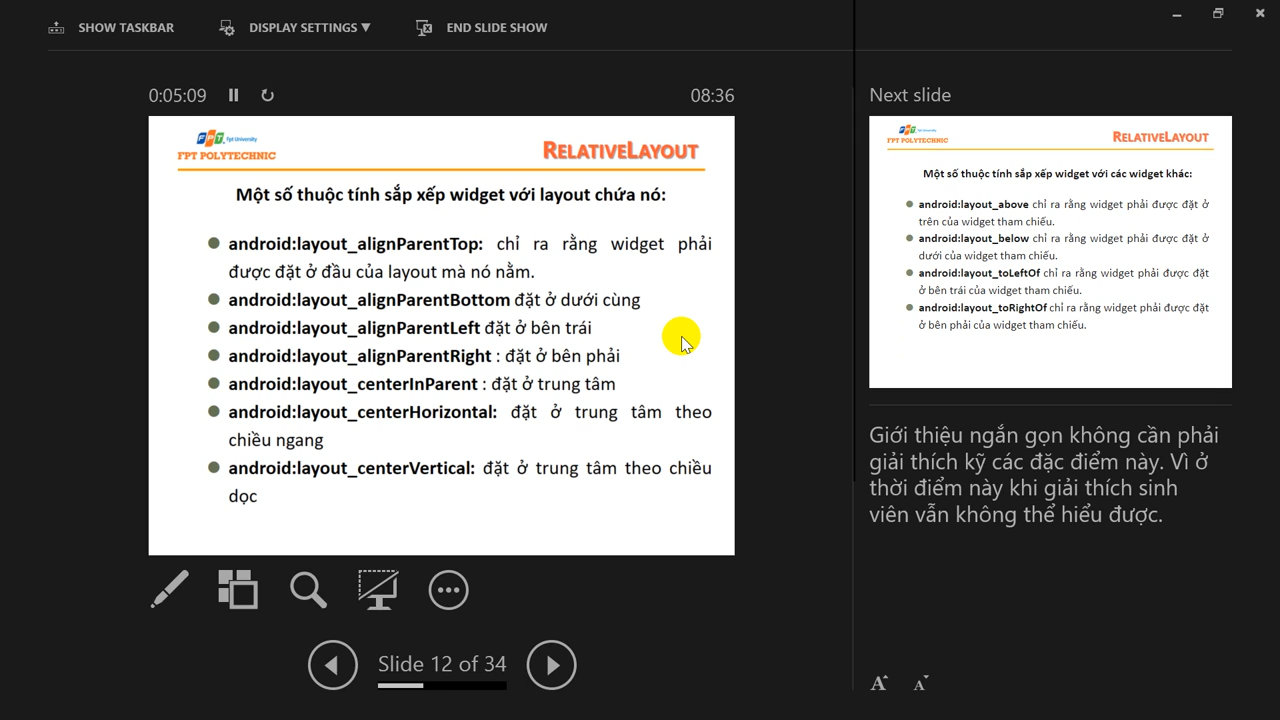 SHOW TASKBAR
DISPLAY SETTINGS ▼
END SLIDE SHOW
0:05:09
08:36
FPT Fpt University
FPT POLYTECHNIC
RELATIVELAYOUT
Một số thuộc tính sắp xếp widget với layout chứa nó:
android:layout_alignParentTop: chỉ ra rằng widget phải
được đặt ở đầu của layout mà nó nằm.
android:layout_alignParentBottom đặt ở dưới cùng
android:layout_alignParentLeft đặt ở bên trái
android:layout_alignParentRight : đặt ở bên phải
android:layout_centerInParent : đặt ở trung tâm
android:layout_centerHorizontal: đặt ở trung tâm theo
chiều ngang
android:layout_centerVertical: đặt ở trung tâm theo chiều
dọc
Slide 12 of 34
Next slide
FPT Fpt University
FPT POLYTECHNIC
RELATIVELAYOUT
Một số thuộc tính sắp xếp widget với các widget khác:
android:layout_above chỉ ra rằng widget phải được đặt ở
trên của widget tham chiếu.
android:layout_below chỉ ra rằng widget phải được đặt ở
dưới của widget tham chiếu.
android:layout_toLeftOf chỉ ra rằng widget phải được đặt
ở bên trái của widget tham chiếu.
android:layout_toRightOf chỉ ra rằng widget phải được đặt
ở bên phải của widget tham chiếu.
Giới thiệu ngắn gọn không cần phải
giải thích kỹ các đặc điểm này. Vì ở
thời điểm này khi giải thích sinh
viên vẫn không thể hiểu được.
A A